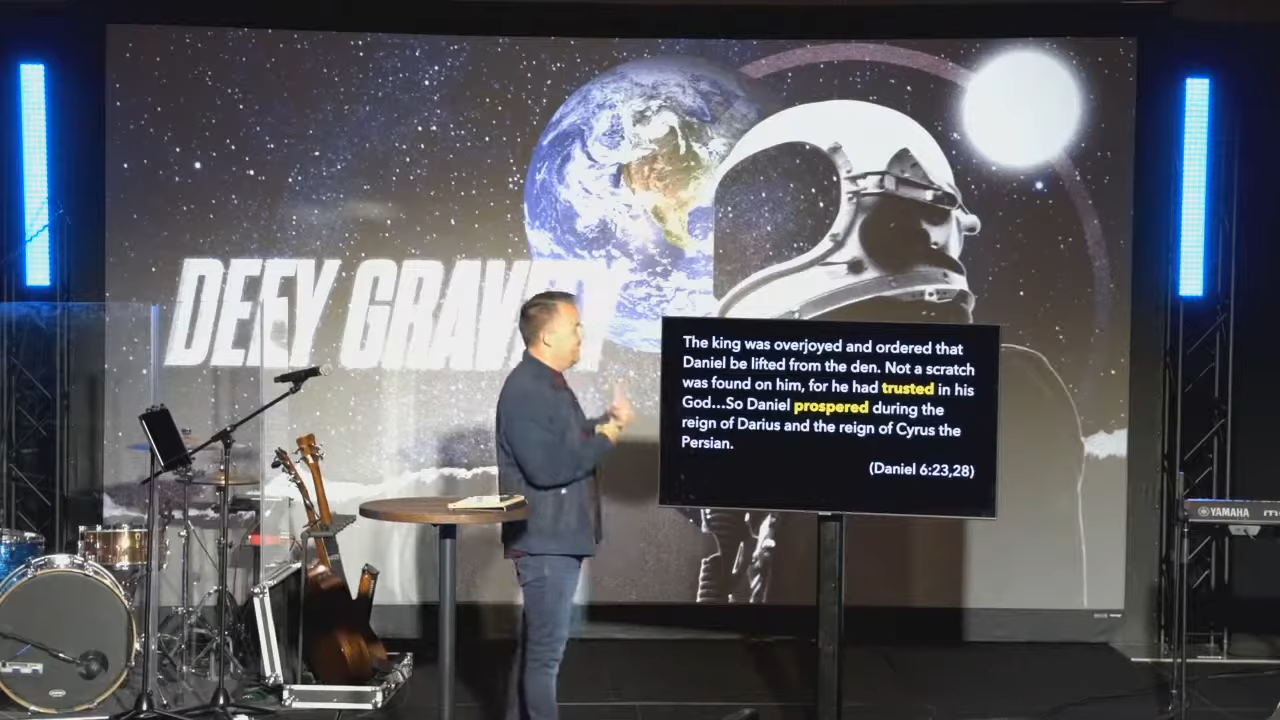 DEFY GRAVITY
The king was overjoyed and ordered that
Daniel be lifted from the den. Not a scratch
was found on him, for he had trusted in his
God...So Daniel prospered during the
reign of Darius and the reign of Cyrus the
Persian.
(Daniel 6:23,28)
YAMAHA